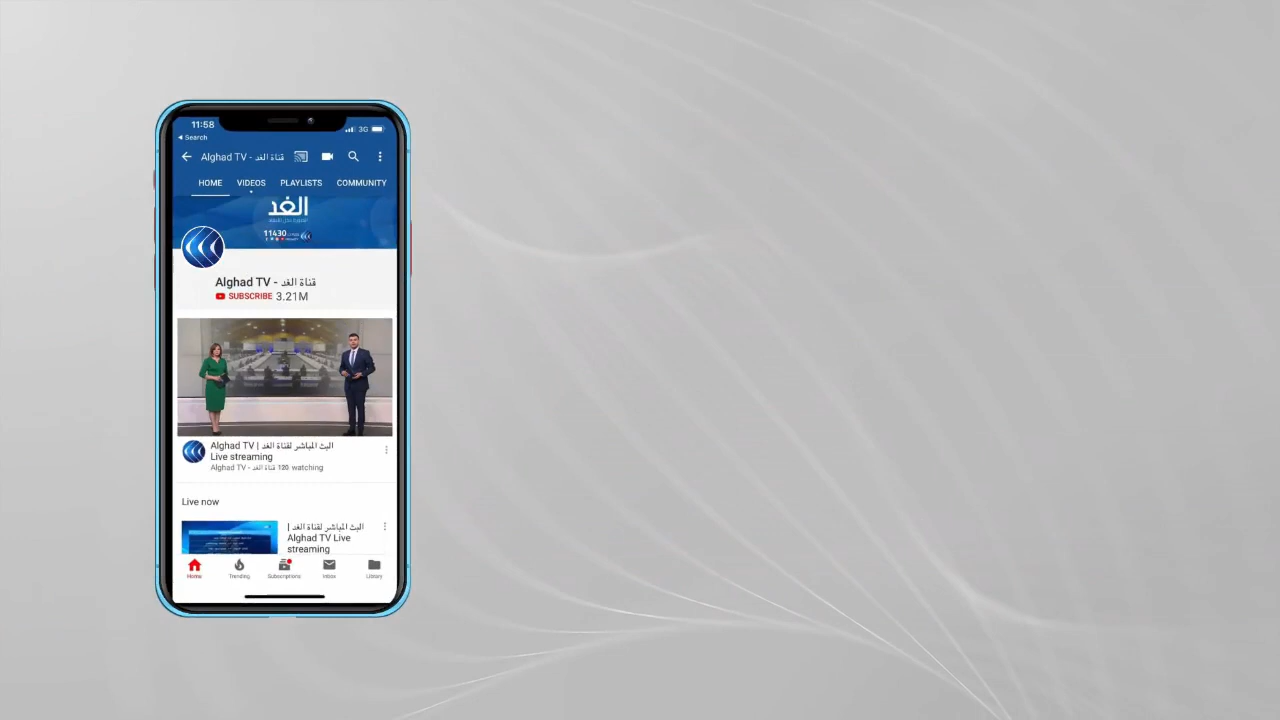 11:58
3G
Search
Alghad TV - قناة الغد
HOME VIDEOS PLAYLISTS COMMUNITY
الغد
11430
Alghad TV - قناة الغد
SUBSCRIBE 3.21M
Alghad TV | البث المباشر لقناة الغد
Live streaming
Alghad TV - قناة الغد 120 watching
Live now
البث المباشر لقناة الغد |
Alghad TV Live
streaming
Home Trending Subscriptions Inbox Library